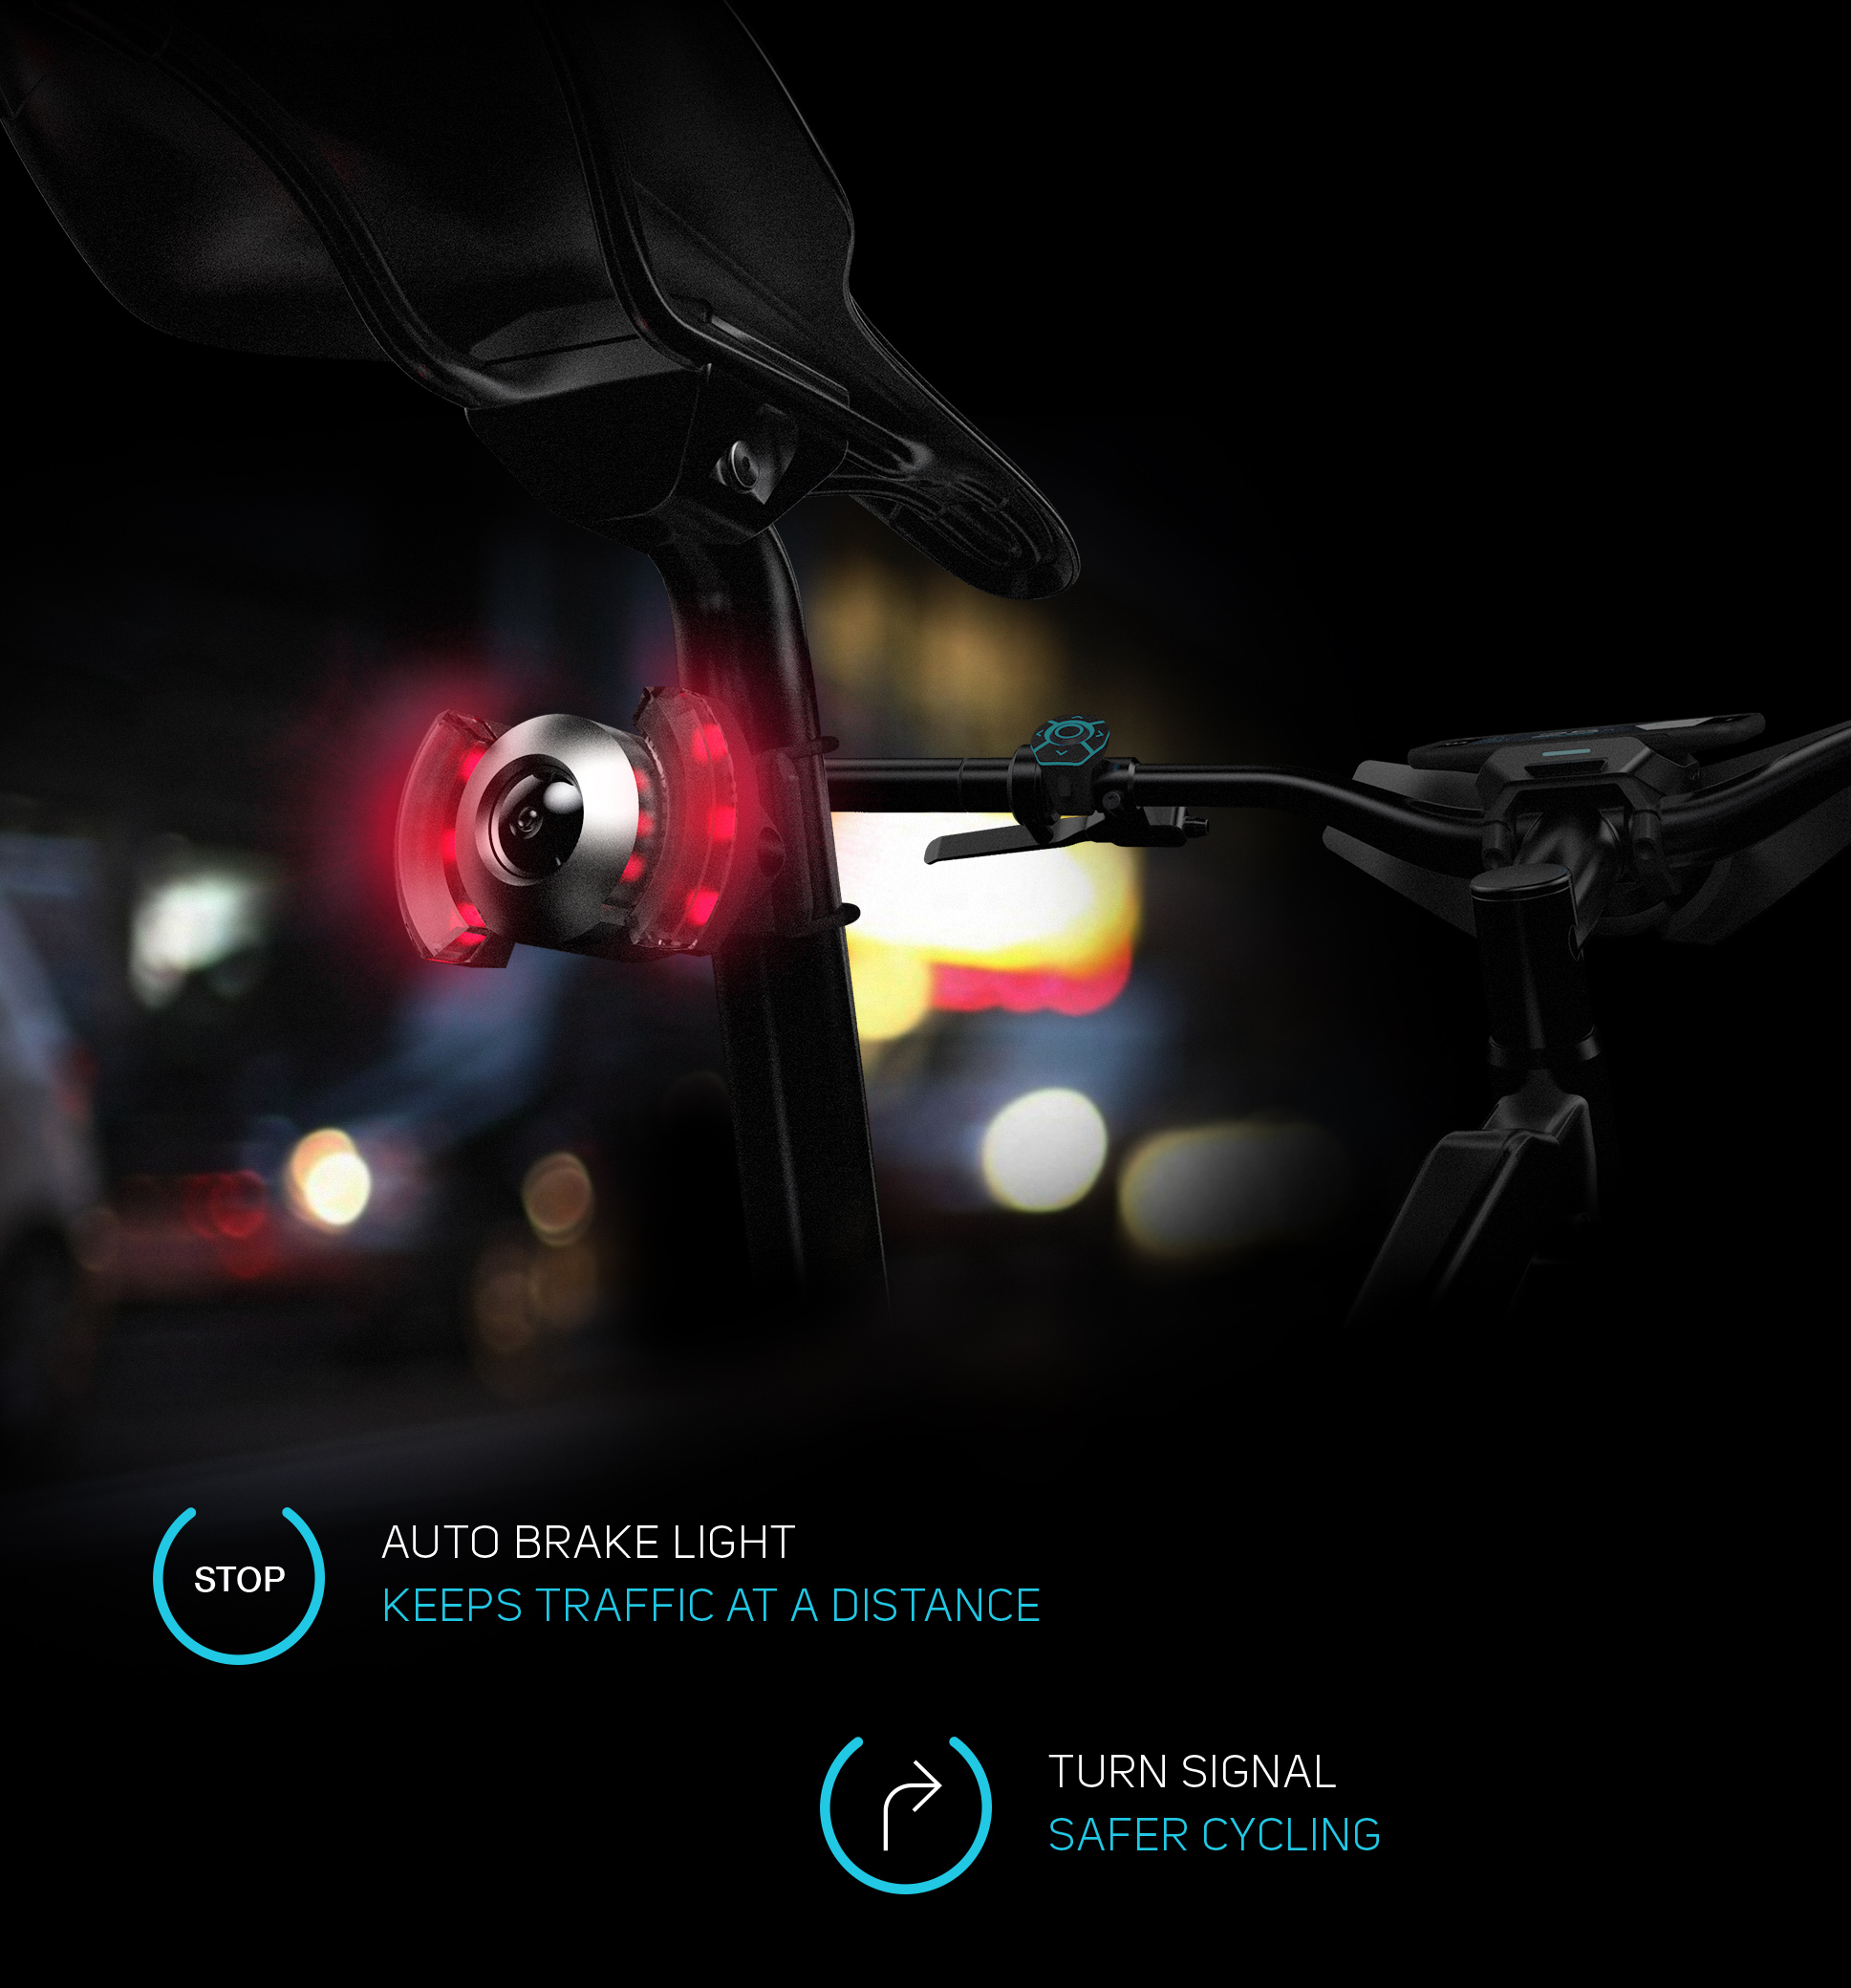 STOP
AUTO BRAKE LIGHT
KEEPS TRAFFIC AT A DISTANCE
TURN SIGNAL
SAFER CYCLING